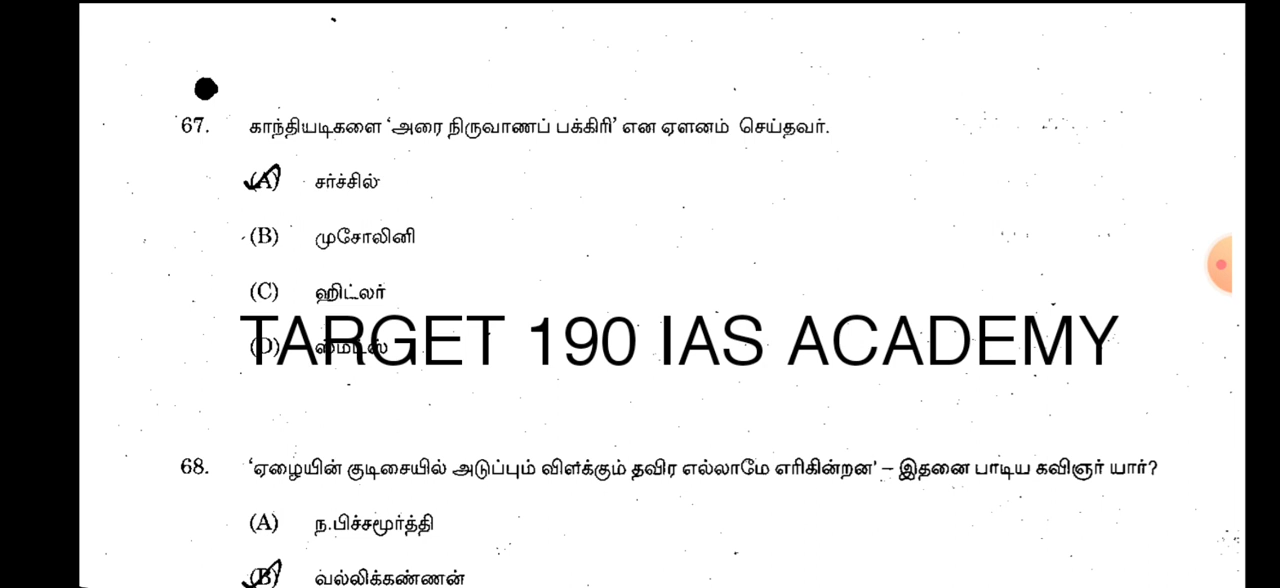 67. காந்தியடிகளை ‘அரை நிருவாணப் பக்கிரி’ என ஏளனம் செய்தவர்.
(A) சர்ச்சில்
(B) முசோலினி
(C) ஹிட்லர்
TARGET 190 IAS ACADEMY
(D) ஸ்மட்ஸ்
68. ‘ஏழையின் குடிசையில் அடுப்பும் விளக்கும் தவிர எல்லாமே எரிகின்றன’ – இதனை பாடிய கவிஞர் யார்?
(A) ந.பிச்சமூர்த்தி
(B) வல்லிக்கண்ணன்